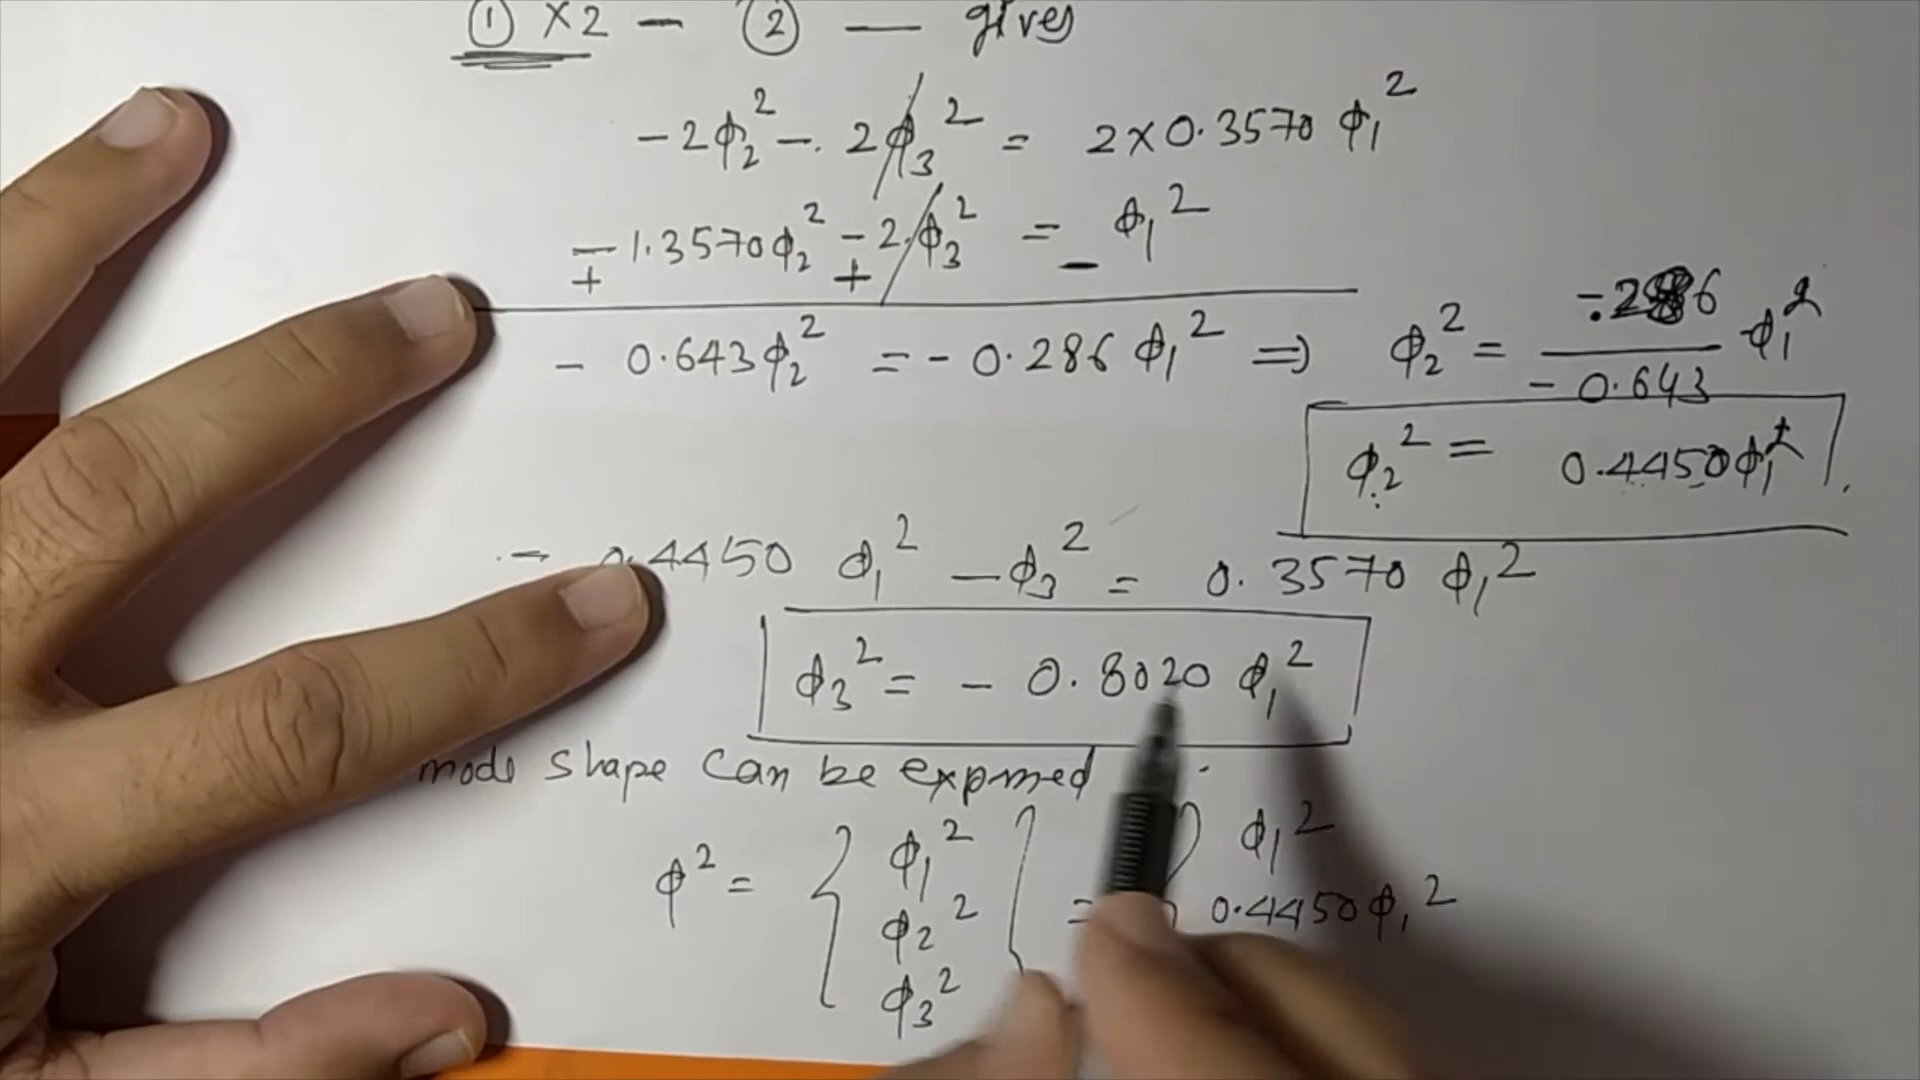 ① ×2 — ② — gives
-2ϕ₂² - 2ϕ₃² = 2×0.3570 ϕ₁²
-1.3570ϕ₂² - 2ϕ₃² = ϕ₁²
+ + -
- 0.643ϕ₂² = - 0.286 ϕ₁² ⇒ ϕ₂² = -.286 / - 0.643 ϕ₁²
ϕ₂² = 0.4450ϕ₁²
- 0.4450 ϕ₁² - ϕ₃² = 0.3570 ϕ₁²
ϕ₃² = - 0.8020 ϕ₁²
mode shape can be
ϕ² = { ϕ₁² ϕ₂² ϕ₃² } = { ϕ₁² 0.4450ϕ₁²